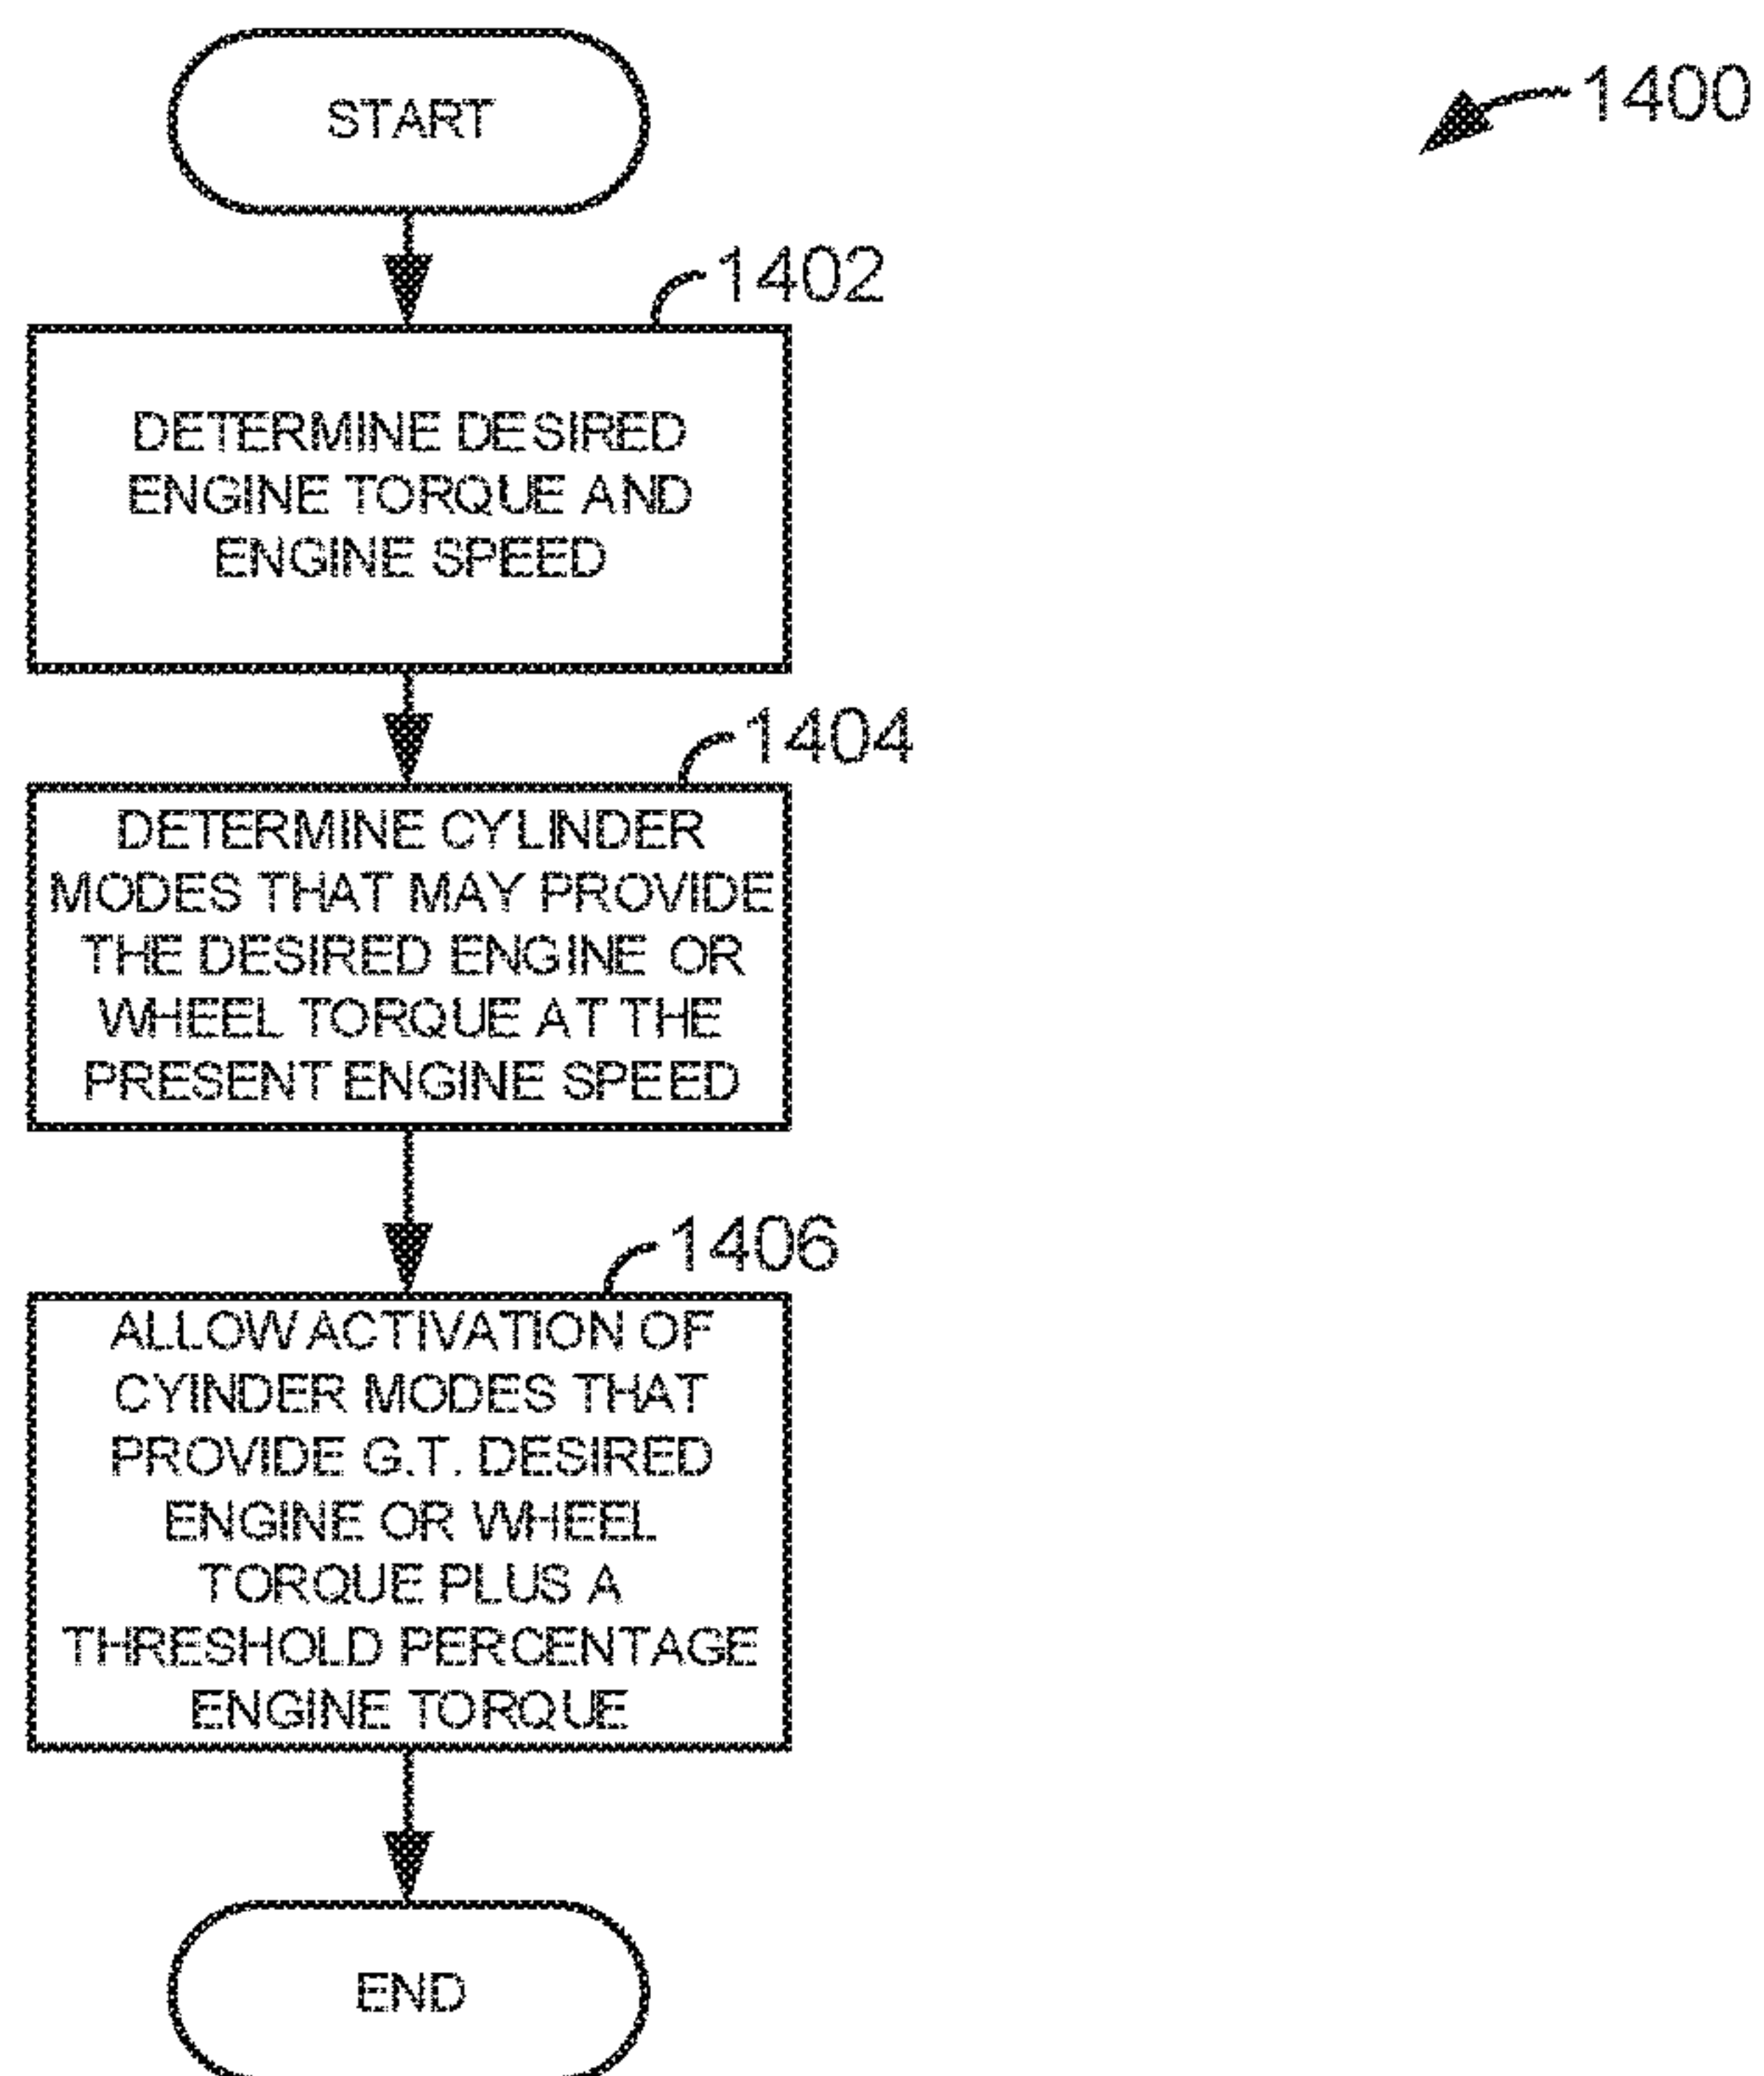 START
1400
1402
DETERMINE DESIRED
ENGINE TORQUE AND
ENGINE SPEED
1404
DETERMINE CYLINDER
MODES THAT MAY PROVIDE
THE DESIRED ENGINE OR
WHEEL TORQUE AT THE
PRESENT ENGINE SPEED
1406
ALLOW ACTIVATION OF
CYINDER MODES THAT
PROVIDE G.T. DESIRED
ENGINE OR WHEEL
TORQUE PLUS A
THRESHOLD PERCENTAGE
ENGINE TORQUE
END